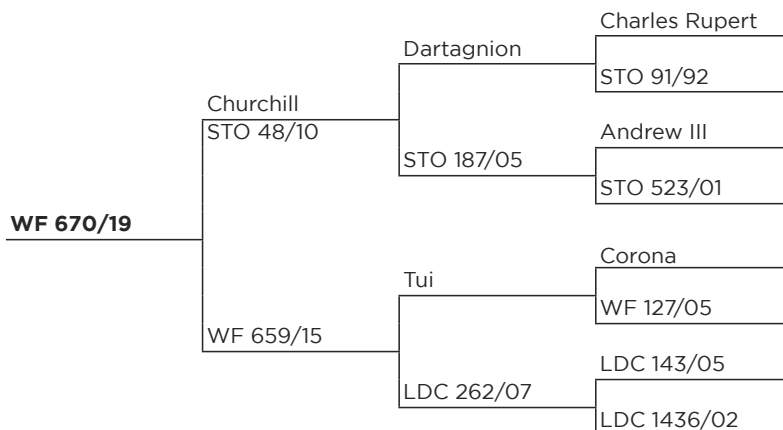 Charles Rupert
Dartagnion
STO 91/92
Churchill
STO 48/10
Andrew III
STO 187/05
STO 523/01
WF 670/19
Corona
Tui
WF 127/05
WF 659/15
LDC 143/05
LDC 262/07
LDC 1436/02